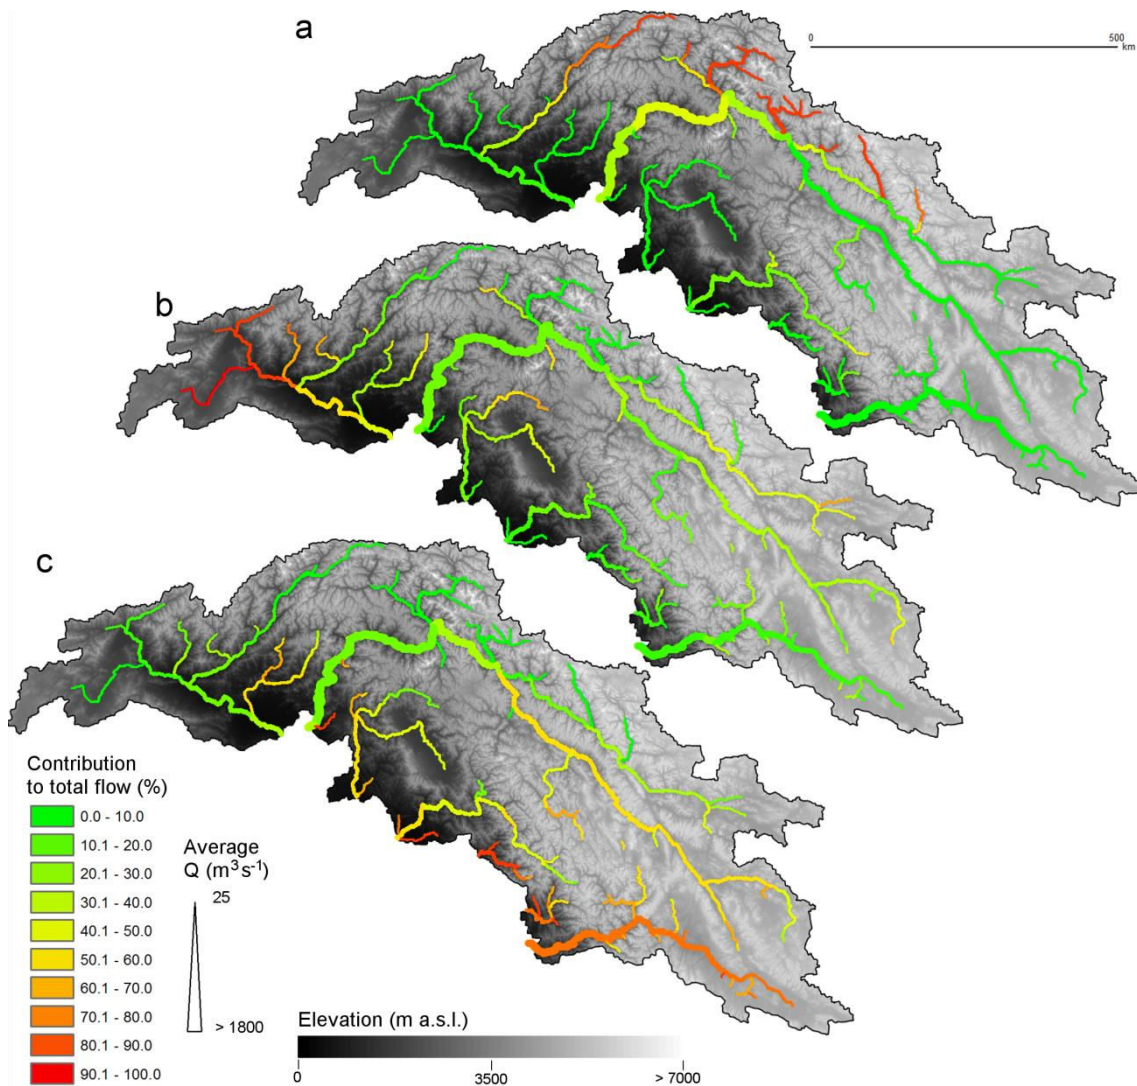 a
0 500
km
b
c
Contribution
to total flow (%)
0.0 - 10.0
10.1 - 20.0
20.1 - 30.0
30.1 - 40.0
40.1 - 50.0
50.1 - 60.0
60.1 - 70.0
70.1 - 80.0
80.1 - 90.0
90.1 - 100.0
Average
Q (m³s⁻¹)
25
> 1800
Elevation (m a.s.l.)
0 3500 > 7000